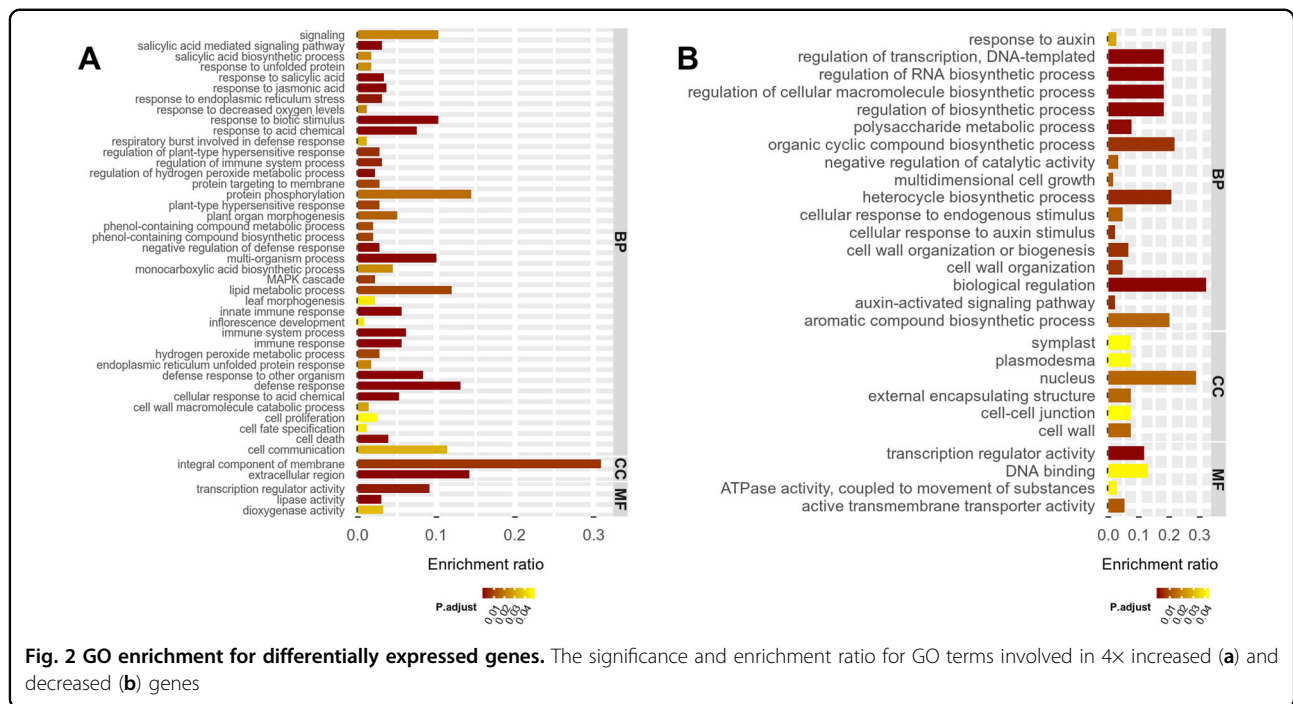 A
signaling
salicylic acid mediated signaling pathway
salicylic acid biosynthetic process
response to unfolded protein
response to salicylic acid
response to jasmonic acid
response to endoplasmic reticulum stress
response to decreased oxygen levels
response to biotic stimulus
response to acid chemical
respiratory burst involved in defense response
regulation of plant-type hypersensitive response
regulation of immune system process
regulation of hydrogen peroxide metabolic process
protein targeting to membrane
protein phosphorylation
plant-type hypersensitive response
plant organ morphogenesis
phenol-containing compound metabolic process
phenol-containing compound biosynthetic process
negative regulation of defense response
multi-organism process
monocarboxylic acid biosynthetic process
MAPK cascade
lipid metabolic process
leaf morphogenesis
innate immune response
inflorescence development
immune system process
immune response
hydrogen peroxide metabolic process
endoplasmic reticulum unfolded protein response
defense response to other organism
defense response
cellular response to acid chemical
cell wall macromolecule catabolic process
cell proliferation
cell fate specification
cell death
cell communication
integral component of membrane
extracellular region
transcription regulator activity
lipase activity
dioxygenase activity
BP
CC
MF
0.0 0.1 0.2 0.3
Enrichment ratio
P.adjust
0.01 0.02 0.03 0.04
B
response to auxin
regulation of transcription, DNA-templated
regulation of RNA biosynthetic process
regulation of cellular macromolecule biosynthetic process
regulation of biosynthetic process
polysaccharide metabolic process
organic cyclic compound biosynthetic process
negative regulation of catalytic activity
multidimensional cell growth
heterocycle biosynthetic process
cellular response to endogenous stimulus
cellular response to auxin stimulus
cell wall organization or biogenesis
cell wall organization
biological regulation
auxin-activated signaling pathway
aromatic compound biosynthetic process
symplast
plasmodesma
nucleus
external encapsulating structure
cell-cell junction
cell wall
transcription regulator activity
DNA binding
ATPase activity, coupled to movement of substances
active transmembrane transporter activity
BP
CC
MF
0.0 0.1 0.2 0.3
Enrichment ratio
P.adjust
0.01 0.02 0.03 0.04
Fig. 2 GO enrichment for differentially expressed genes. The significance and enrichment ratio for GO terms involved in 4× increased (a) and
decreased (b) genes